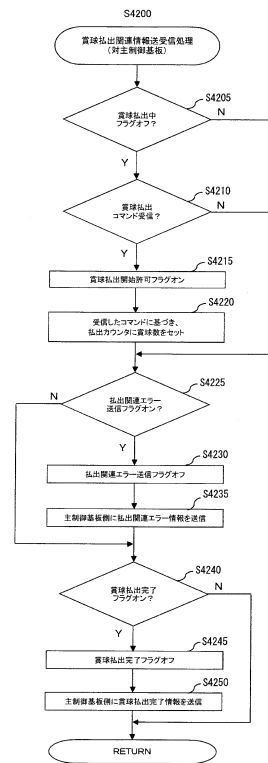 S4200
賞球払出関連情報送受信処理
(対主制御基板)
S4205
賞球払出中
フラグオフ?
N
Y
S4210
賞球払出
コマンド受信?
N
Y
S4215
賞球払出開始許可フラグオン
S4220
受信したコマンドに基づき、
払出カウンタに賞球数をセット
S4225
払出関連エラー
送信フラグオン?
N
Y
S4230
払出関連エラー送信フラグオフ
S4235
主制御基板側に払出関連エラー情報を送信
S4240
賞球払出完了
フラグオン?
N
Y
S4245
賞球払出完了フラグオフ
S4250
主制御基板側に賞球払出完了情報を送信
RETURN